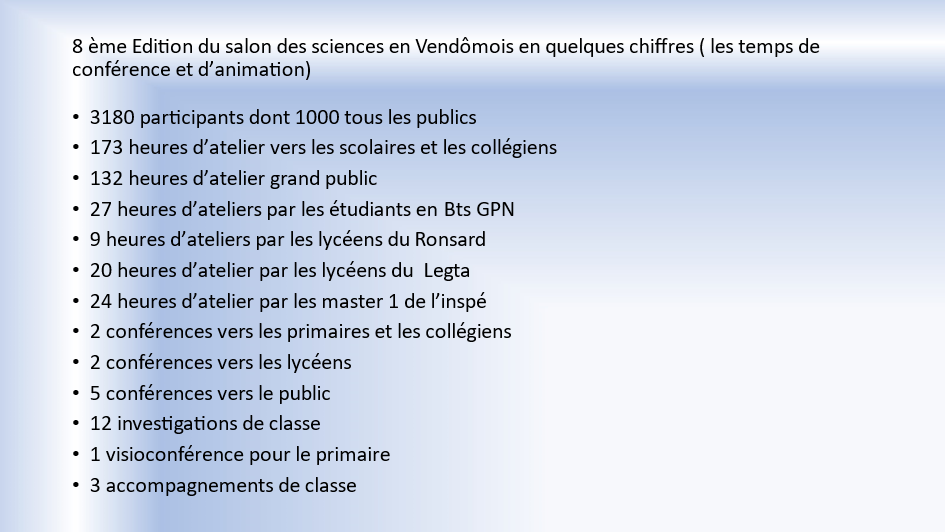 8 ème Edition du salon des sciences en Vendômois en quelques chiffres ( les temps de
conférence et d’animation)
• 3180 participants dont 1000 tous les publics
• 173 heures d’atelier vers les scolaires et les collégiens
• 132 heures d’atelier grand public
• 27 heures d’ateliers par les étudiants en Bts GPN
• 9 heures d’ateliers par les lycéens du Ronsard
• 20 heures d’atelier par les lycéens du  Legta
• 24 heures d’atelier par les master 1 de l’inspé
• 2 conférences vers les primaires et les collégiens
• 2 conférences vers les lycéens
• 5 conférences vers le public
• 12 investigations de classe
• 1 visioconférence pour le primaire
• 3 accompagnements de classe